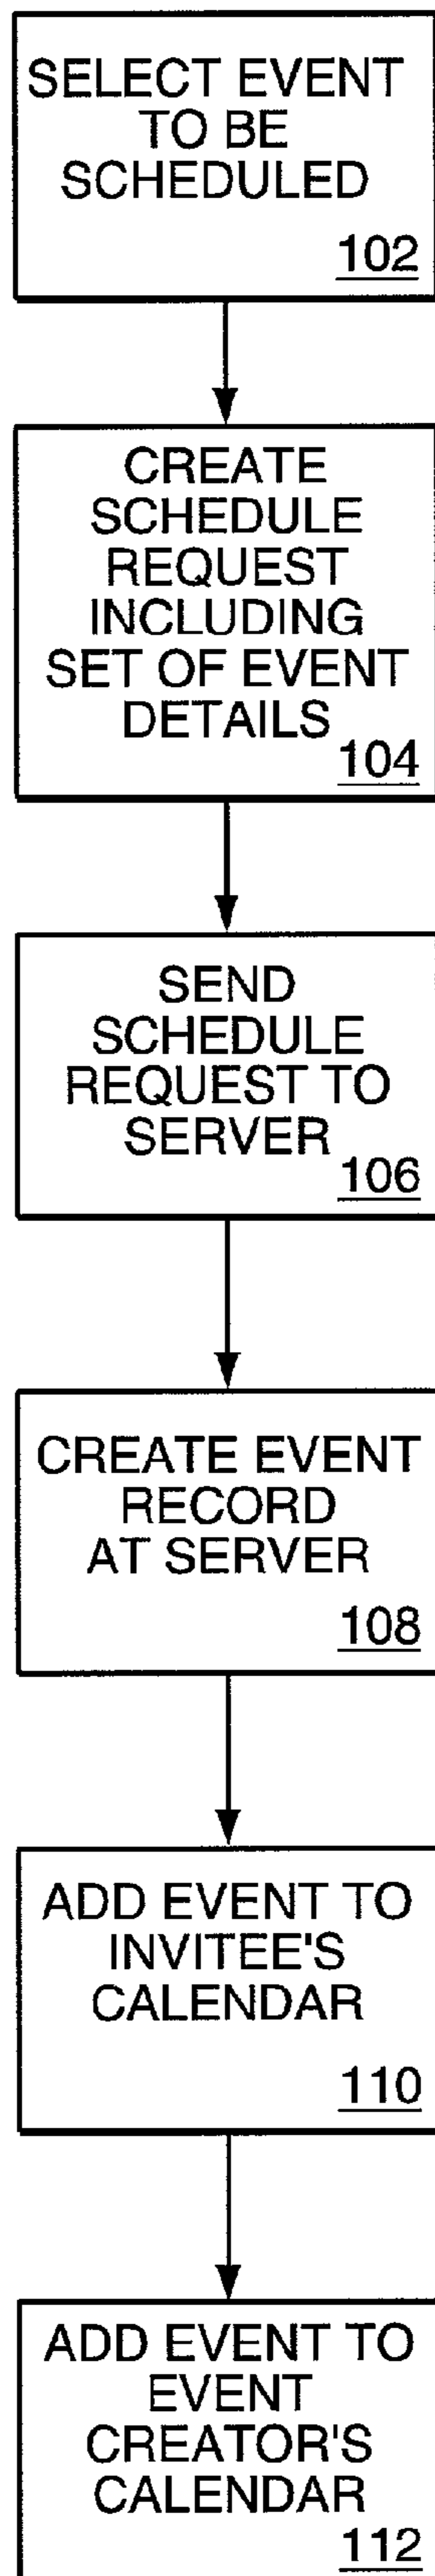 SELECT EVENT
TO BE
SCHEDULED
102
CREATE
SCHEDULE
REQUEST
INCLUDING
SET OF EVENT
DETAILS
104
SEND
SCHEDULE
REQUEST TO
SERVER
106
CREATE EVENT
RECORD
AT SERVER
108
ADD EVENT TO
INVITEE'S
CALENDAR
110
ADD EVENT TO
EVENT
CREATOR'S
CALENDAR
112